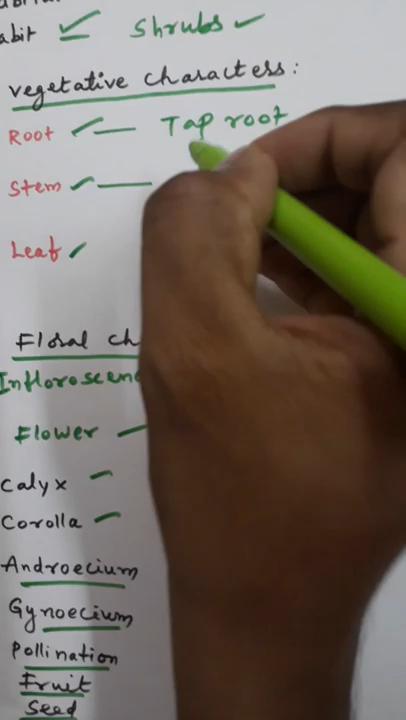 abit Shrubs
vegetative characters:
Root — Tap root
Stem —
Leaf
Floral ch
Infloroscen
Flower —
Calyx
Corolla
Androecium
Gynoecium
Pollination
Fruit
Seed